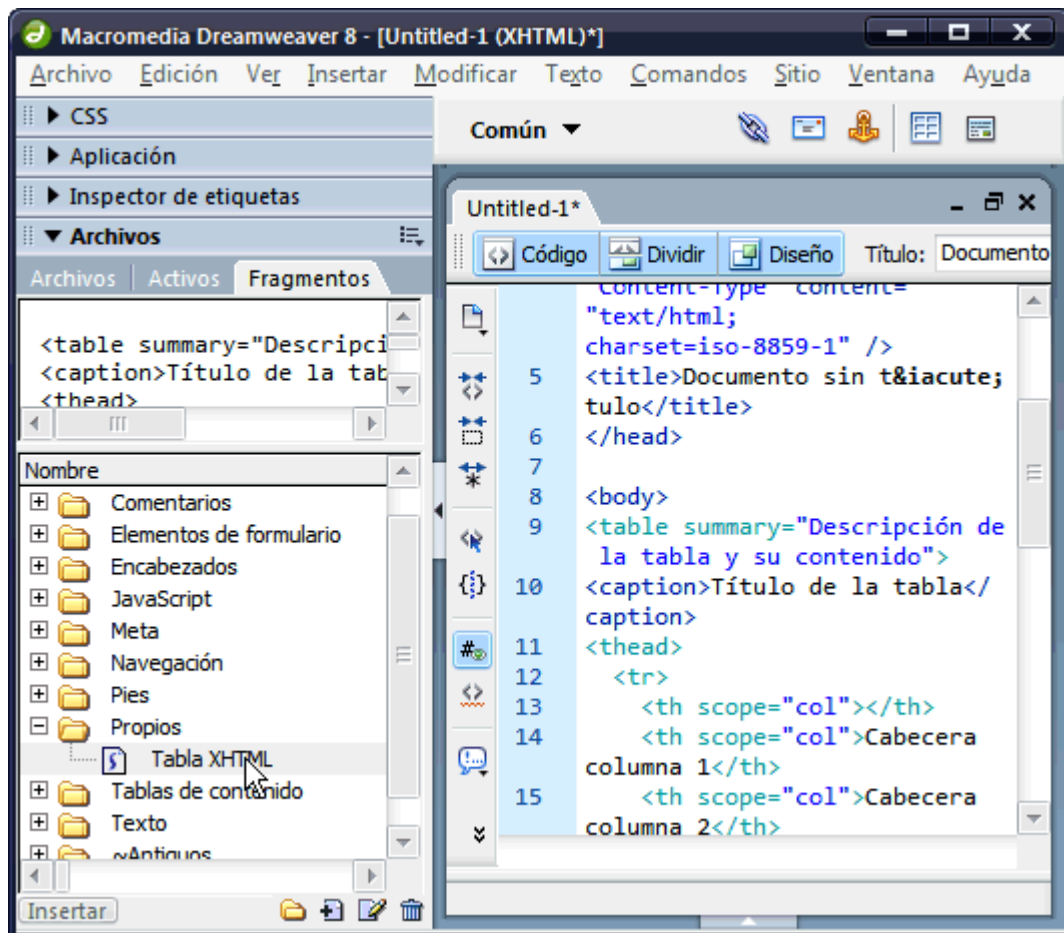 Macromedia Dreamweaver 8 - [Untitled-1 (XHTML)*]
Archivo Edición Ver Insertar Modificar Texto Comandos Sitio Ventana Ayuda
CSS
Aplicación
Inspector de etiquetas
Archivos
Archivos Activos Fragmentos
<table summary="Descripci
<caption>Título de la tab
<thead>
Nombre
Comentarios
Elementos de formulario
Encabezados
JavaScript
Meta
Navegación
Pies
Propios
Tabla XHTML
Tablas de contenido
Texto
~Antiguos
Insertar
Común
Untitled-1*
Código Dividir Diseño Título: Documento
"Content-Type" content=
"text/html;
charset=iso-8859-1" />
5 <title>Documento sin t&iacute;
tulo</title>
6 </head>
7
8 <body>
9 <table summary="Descripción de
la tabla y su contenido">
10 <caption>Título de la tabla</
caption>
11 <thead>
12 <tr>
13 <th scope="col"></th>
14 <th scope="col">Cabecera
columna 1</th>
15 <th scope="col">Cabecera
columna 2</th>